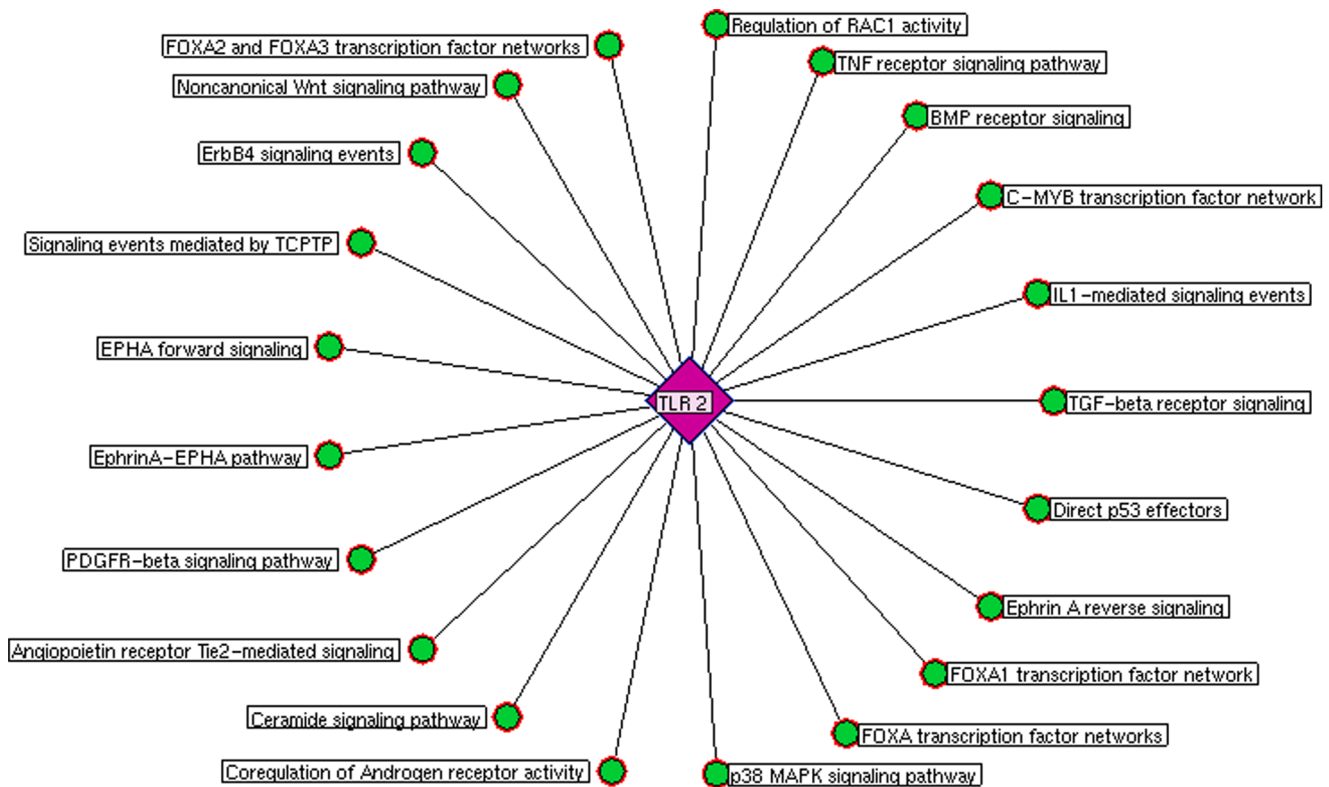 Regulation of RAC1 activity
FOXA2 and FOXA3 transcription factor networks
TNF receptor signaling pathway
Noncanonical Wnt signaling pathway
BMP receptor signaling
ErbB4 signaling events
C-MYB transcription factor network
Signaling events mediated by TCPTP
IL1-mediated signaling events
EPHA forward signaling
TLR 2
TGF-beta receptor signaling
EphrinA-EPHA pathway
Direct p53 effectors
PDGFR-beta signaling pathway
Ephrin A reverse signaling
Angiopoietin receptor Tie2-mediated signaling
FOXA1 transcription factor network
Ceramide signaling pathway
FOXA transcription factor networks
Coregulation of Androgen receptor activity
p38 MAPK signaling pathway